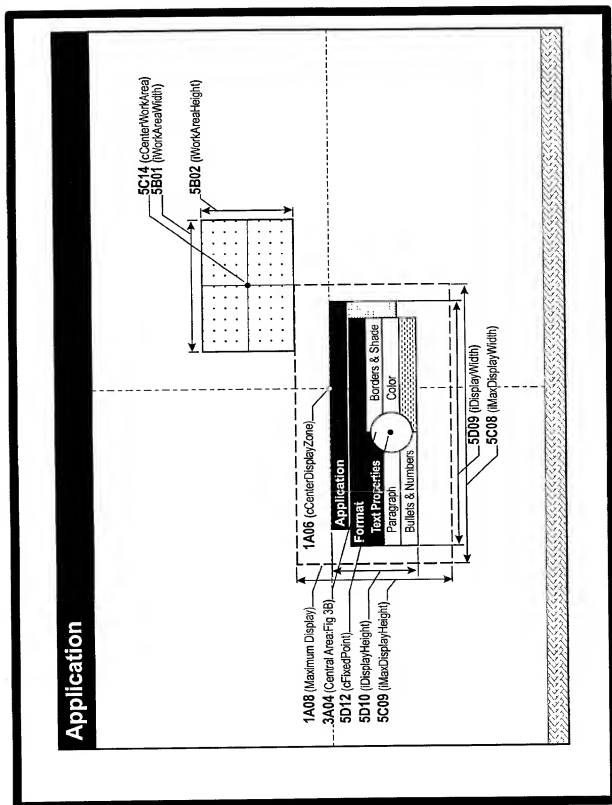 Application
5C14 (cCenterWorkArea)
5B01 (iWorkAreaWidth)
5B02 (iWorkAreaHeight)
1A06 (cCenterDisplayZone)
1A08 (Maximum Display)
3A04 (Central Area:Fig 3B)
5D12 (cFixedPoint)
5D10 (iDisplayHeight)
5C09 (iMaxDisplayHeight)
Application
Format
Text Properties
Borders & Shade
Paragraph
Color
Bullets & Numbers
5D09 (iDisplayWidth)
5C08 (iMaxDisplayWidth)